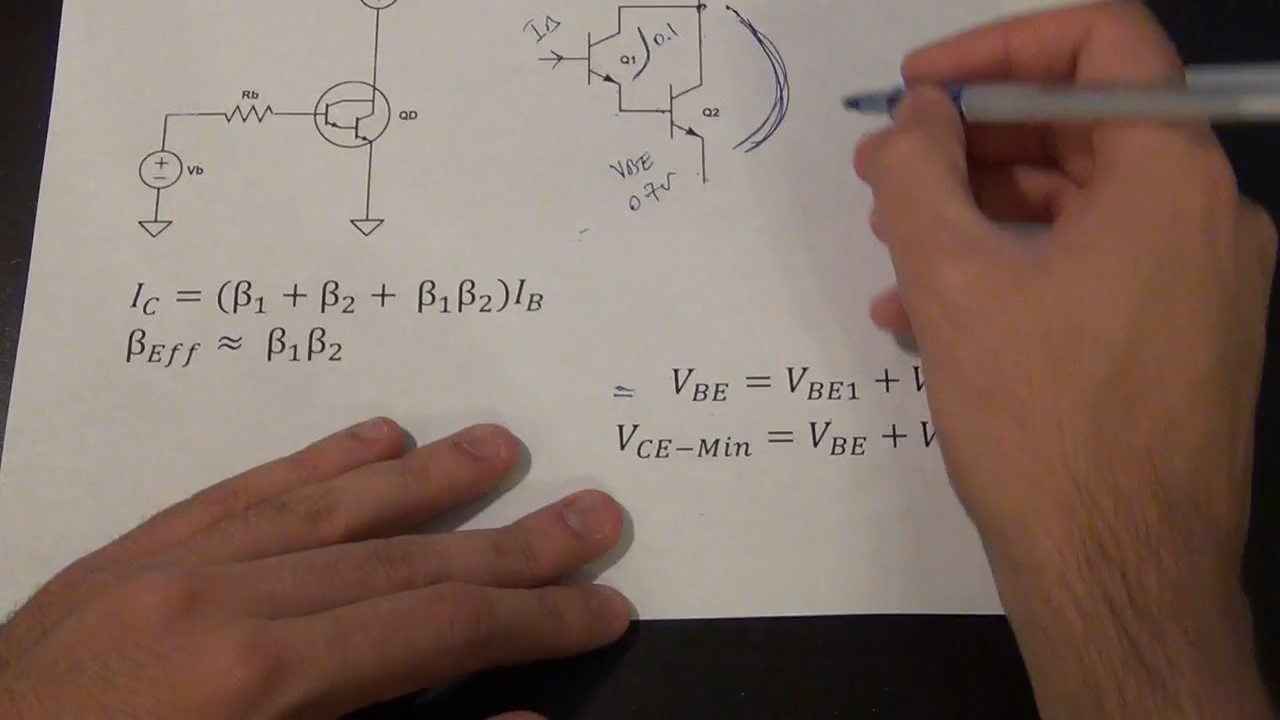 Rb
QD
+
−
Vb
0.1
Q1
Q2
VBE
0.7V
I_C = (β₁ + β₂ + β₁β₂)I_B
β_Eff ≈ β₁β₂
= V_BE = V_BE1 +
V_CE−Min = V_BE +